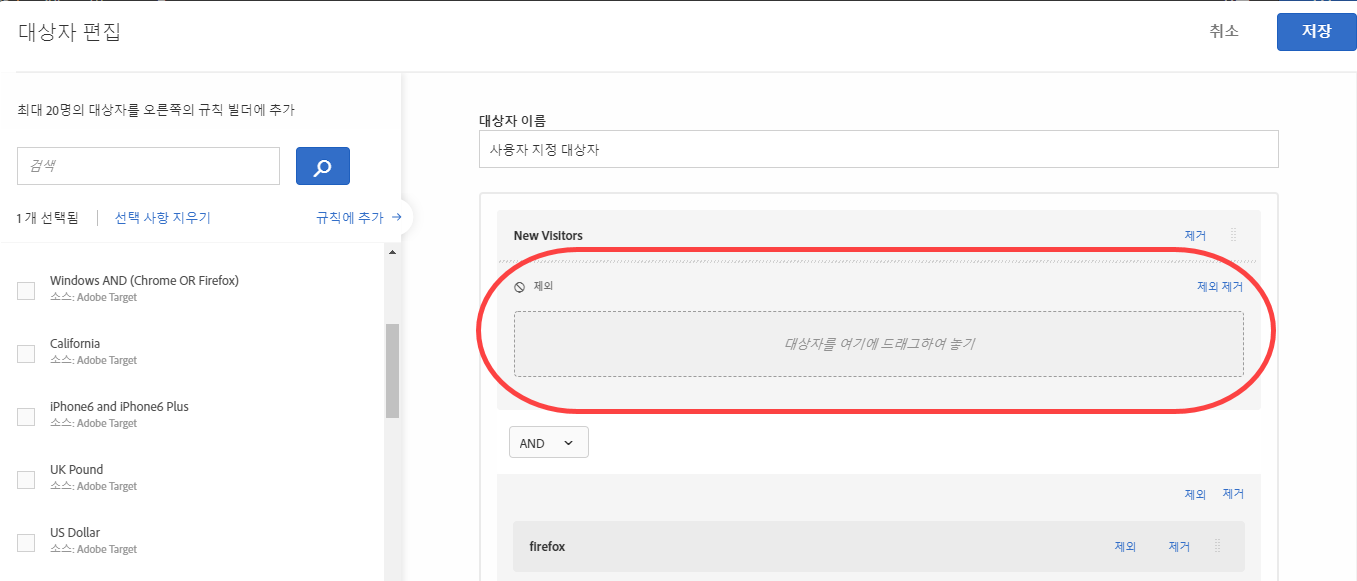 대상자 편집
취소
저장
최대 20명의 대상자를 오른쪽의 규칙 빌더에 추가
검색
1개 선택됨
선택 사항 지우기
규칙에 추가
Windows AND (Chrome OR Firefox)
소스: Adobe Target
California
소스: Adobe Target
iPhone6 and iPhone6 Plus
소스: Adobe Target
UK Pound
소스: Adobe Target
US Dollar
소스: Adobe Target
대상자 이름
사용자 지정 대상자
New Visitors
제거
제외
제외 제거
대상자를 여기에 드래그하여 놓기
AND
제외 제거
firefox
제외 제거